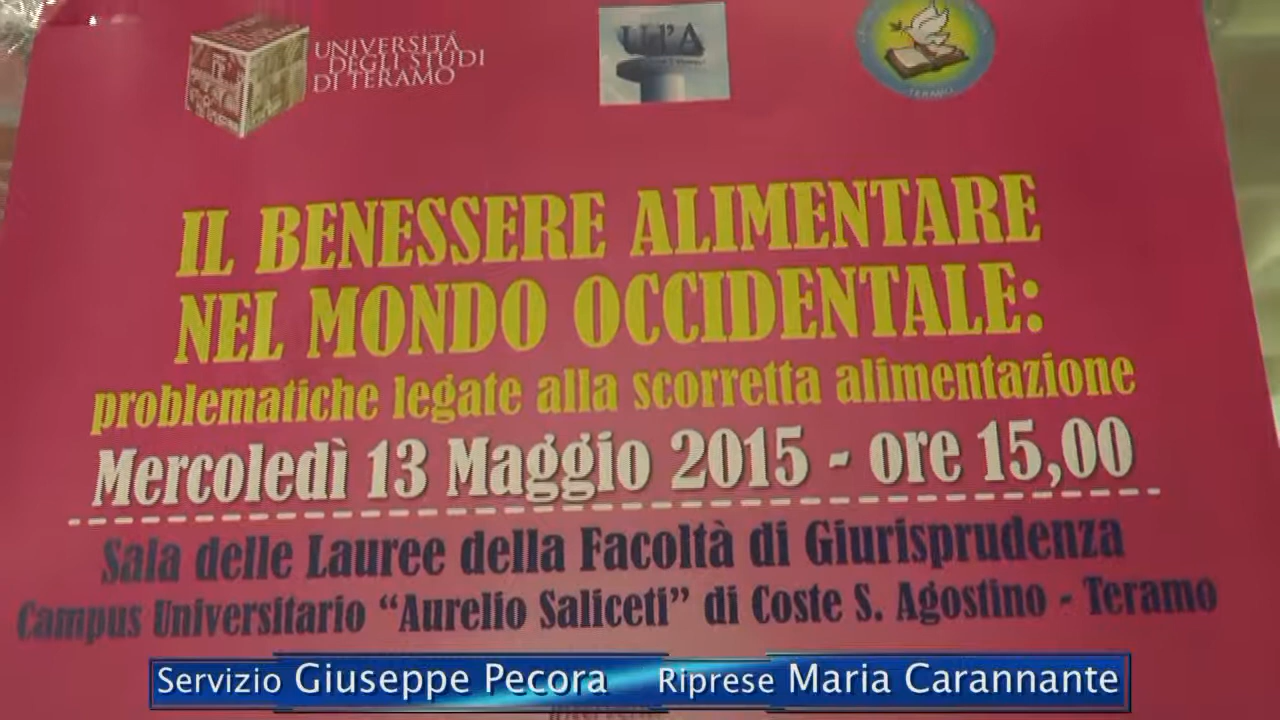 UNIVERSITÁ
DEGLI STUDI
DI TERAMO
U.P.A
TERAMO
IL BENESSERE ALIMENTARE
NEL MONDO OCCIDENTALE:
problematiche legate alla scorretta alimentazione
Mercoledì 13 Maggio 2015 - ore 15,00
Sala delle Lauree della Facoltà di Giurisprudenza
Campus Universitario “Aurelio Saliceti” di Coste S. Agostino - Teramo
Servizio Giuseppe Pecora Riprese Maria Carannante